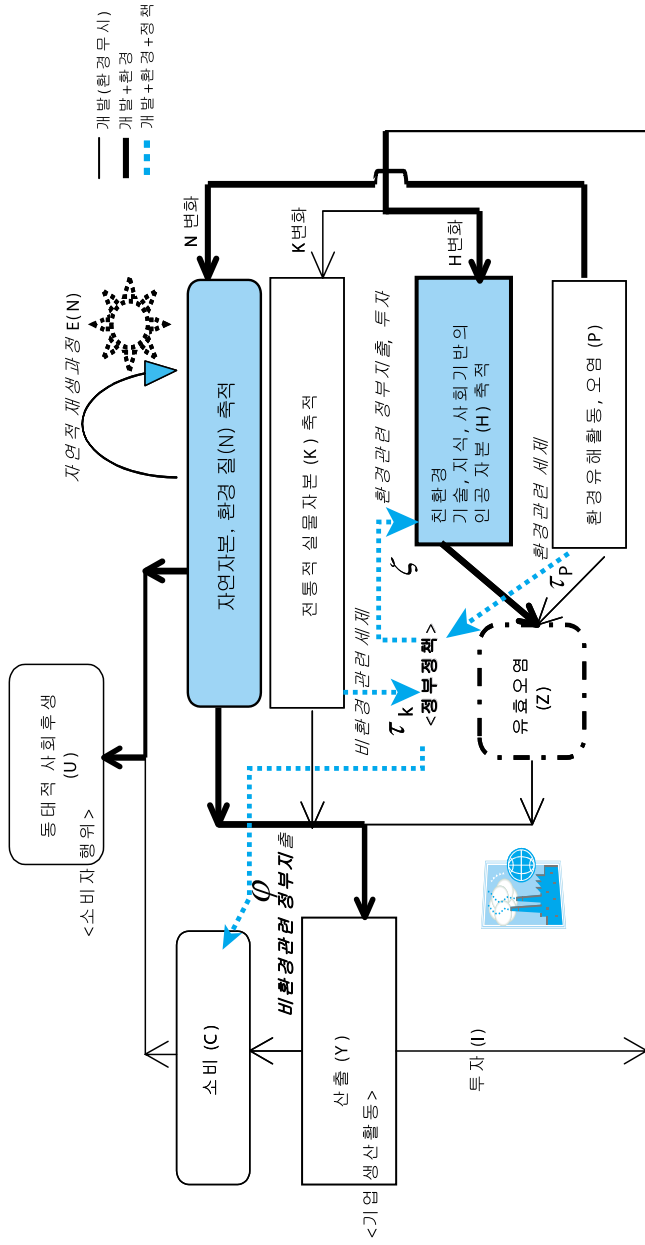 개발(환경무시)
개발+환경
개발+환경+정책
자연적 재생과정 E(N)
N 변화
K변화
H변화
동태적 사회후생
(U)
<소비자행위>
자연자본, 환경 질(N) 축적
전통적 실물자본 (K) 축적
환경관련 정부지출, 투자
친환경
기술, 지식, 사회기반의
인공 자본 (H) 축적
환경유해활동, 오염 (P)
환경관련 세제
τP
ζ
비환경 관련 세제
τk
<정부정책>
유효오염
(Z)
φ
비환경관련 정부지출
소비 (C)
산출 (Y)
<기업 생산활동>
투자 (I)